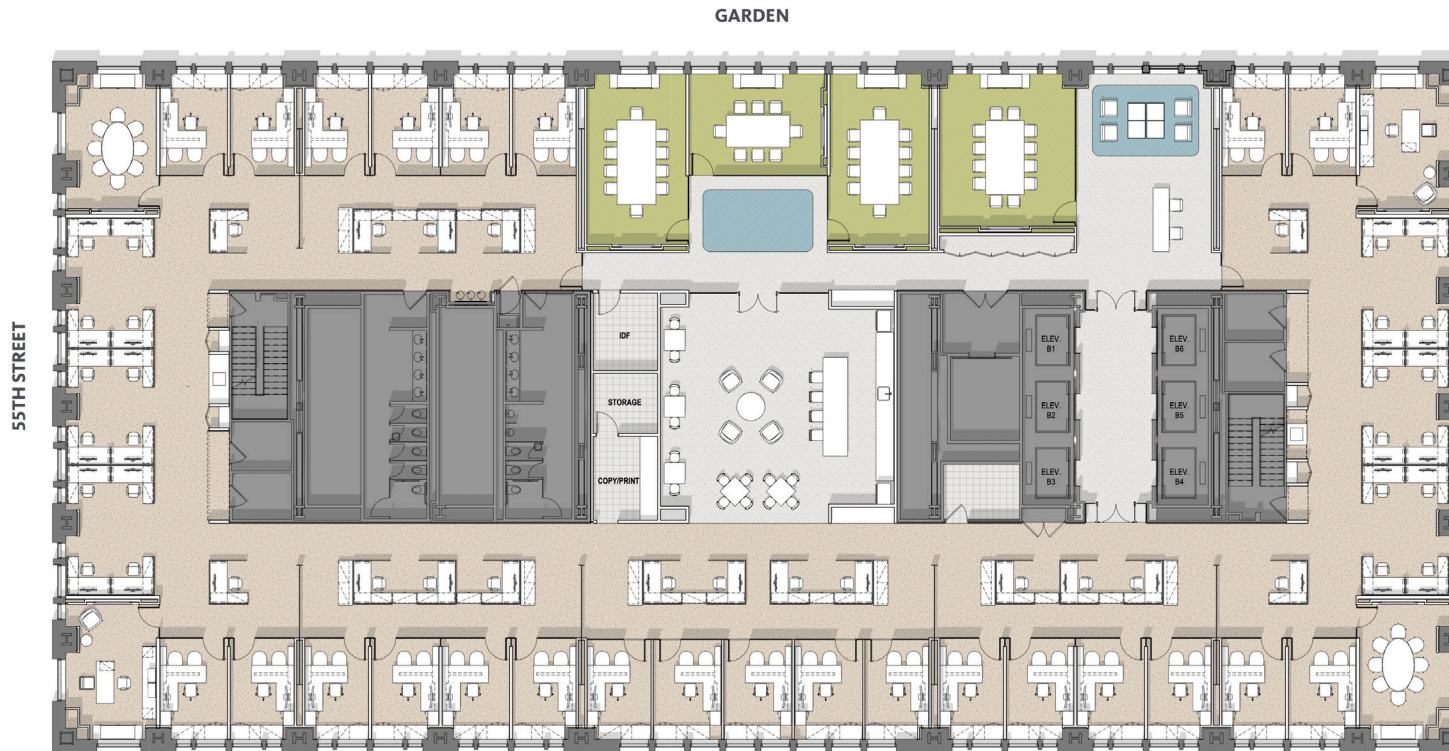 GARDEN
55TH STREET
IDF
STORAGE
COPY/PRINT
ELEV.
B1
ELEV.
B2
ELEV.
B3
ELEV.
B6
ELEV.
B5
ELEV.
B4